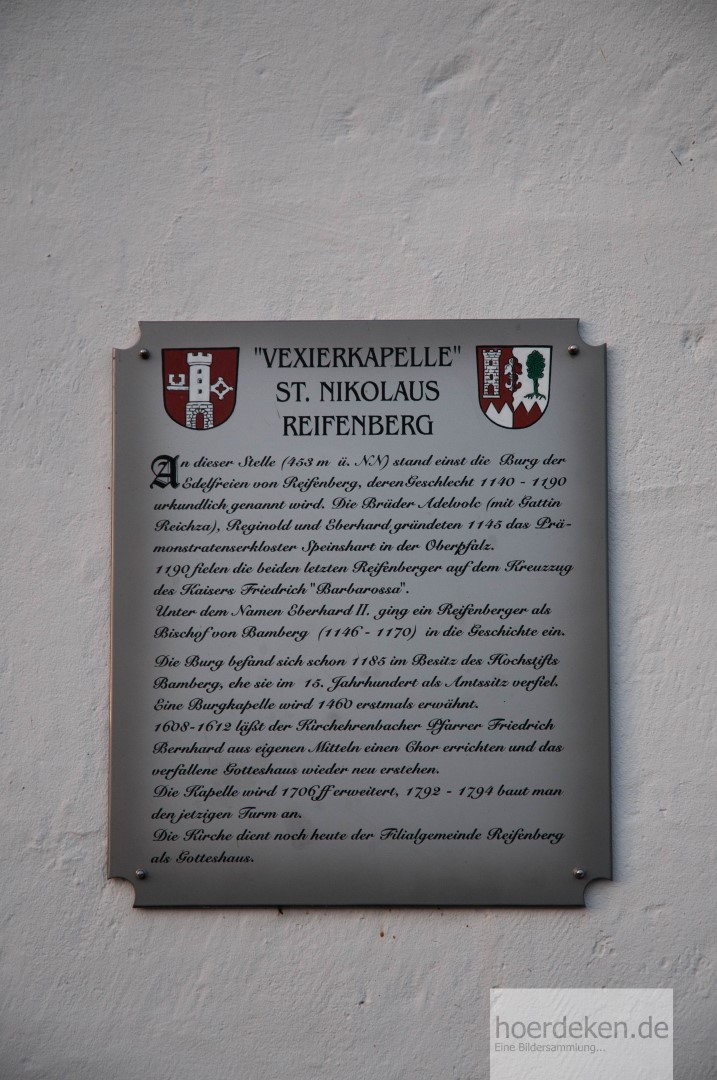 "VEXIERKAPELLE"
ST. NIKOLAUS
REIFENBERG
An dieser Stelle (453 m ü. NN) stand einst die Burg der
Edelfreien von Reifenberg, deren Geschlecht 1140 - 1190
urkundlich genannt wird. Die Brüder Adelvolc (mit Gattin
Reichza), Reginold und Eberhard gründeten 1145 das Prä-
monstratenserkloster Speinshart in der Oberpfalz.
1190 fielen die beiden letzten Reifenberger auf dem Kreuzzug
des Kaisers Friedrich "Barbarossa".
Unter dem Namen Eberhard II. ging ein Reifenberger als
Bischof von Bamberg (1146 - 1170) in die Geschichte ein.
Die Burg befand sich schon 1185 im Besitz des Hochstifts
Bamberg, ehe sie im 15. Jahrhundert als Amtssitz verfiel.
Eine Burgkapelle wird 1460 erstmals erwähnt.
1608-1612 läßt der Kirchehrenbacher Pfarrer Friedrich
Bernhard aus eigenen Mitteln einen Chor errichten und das
verfallene Gotteshaus wieder neu erstehen.
Die Kapelle wird 1706ff erweitert, 1792 - 1794 baut man
den jetzigen Turm an.
Die Kirche dient noch heute der Filialgemeinde Reifenberg
als Gotteshaus.
hoerdeken.de
Eine Bildersammlung...